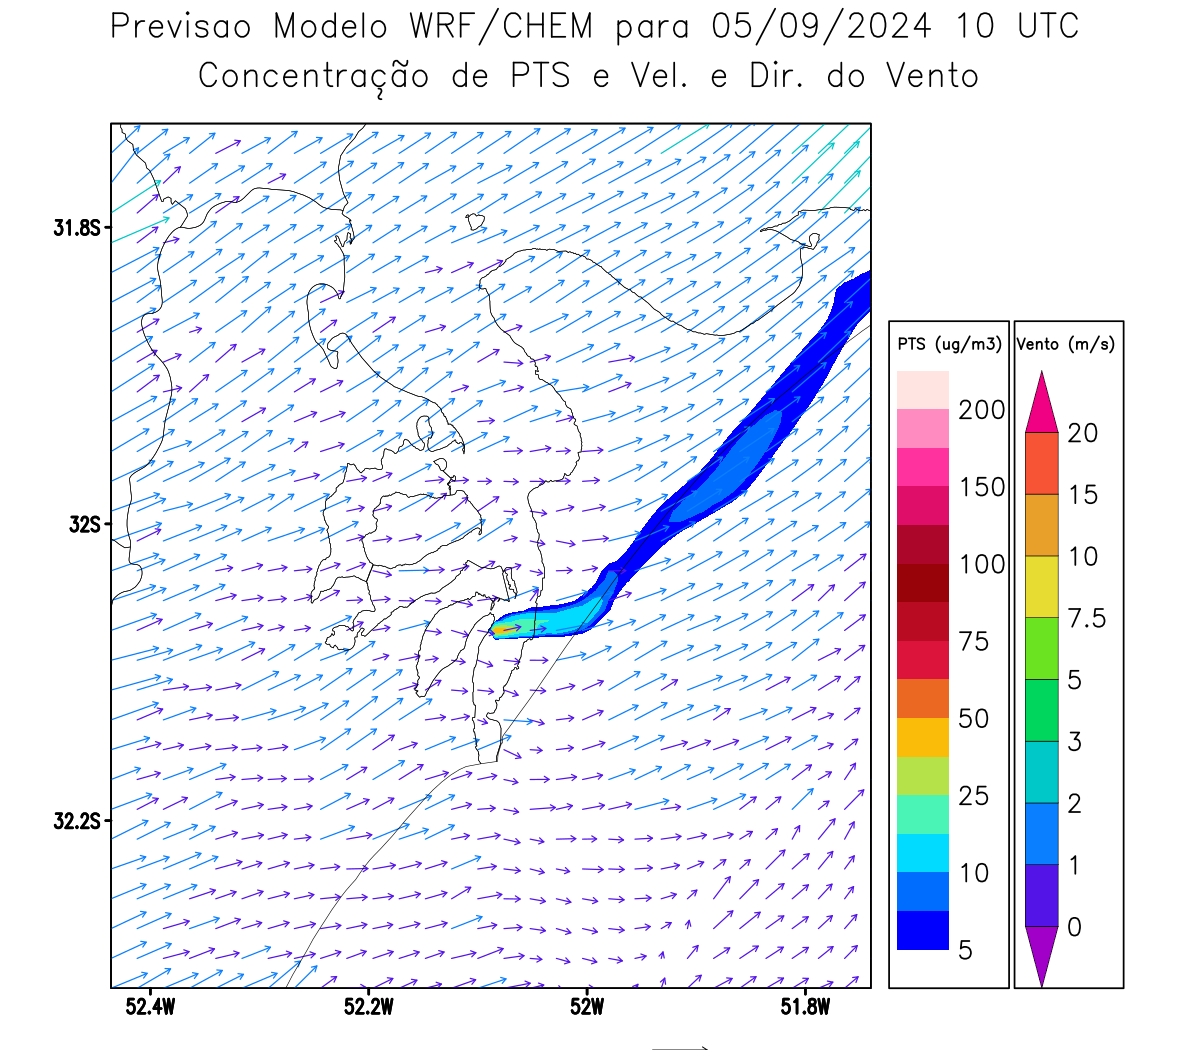 Previsao Modelo WRF/CHEM para 05/09/2024 10 UTC
Concentração de PTS e Vel. e Dir. do Vento
31.8S
32S
32.2S
52.4W
52.2W
52W
51.8W
PTS (ug/m3)
200
150
100
75
50
25
10
5
Vento (m/s)
20
15
10
7.5
5
3
2
1
0